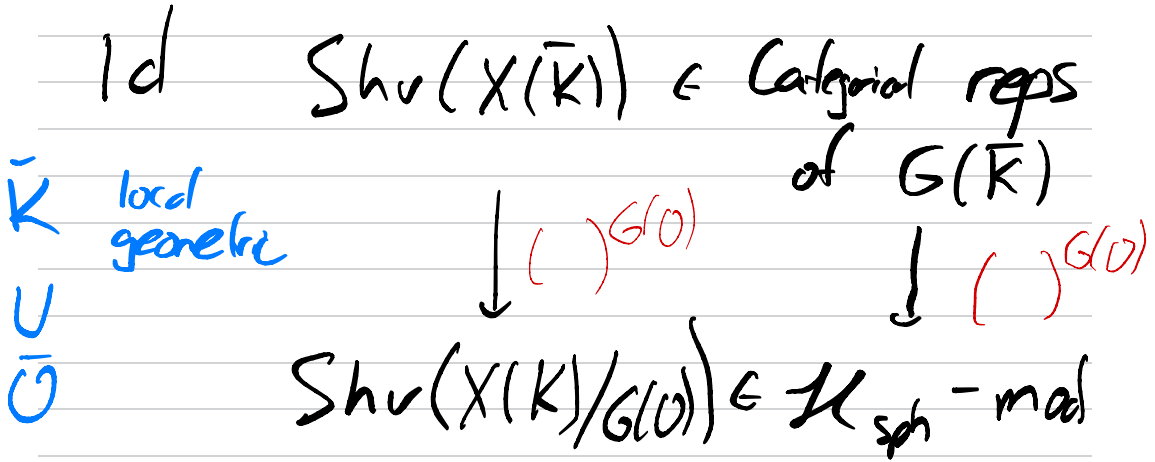 1d Shv(X(K̄)) ∈ Categorical reps
of G(K̄)
K̄ local
geometric
( )^{G(O)} ( )^{G(O)}
∪
Ō Shv(X(K)/G(O)) ∈ ℋ_{sph}-mod